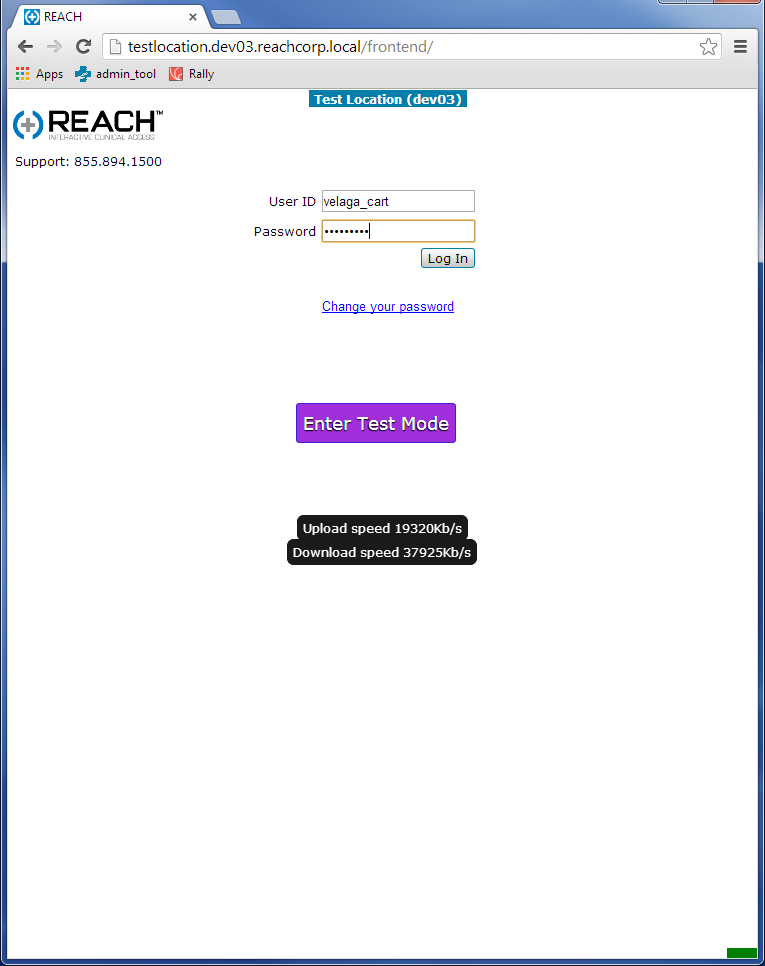 REACH
testlocation.dev03.reachcorp.local/frontend/
Apps admin_tool Rally
Test Location (dev03)
REACH™
INTERACTIVE CLINICAL ACCESS
Support: 855.894.1500
User ID velaga_cart
Password •••••••••
Log In
Change your password
Enter Test Mode
Upload speed 19320Kb/s
Download speed 37925Kb/s